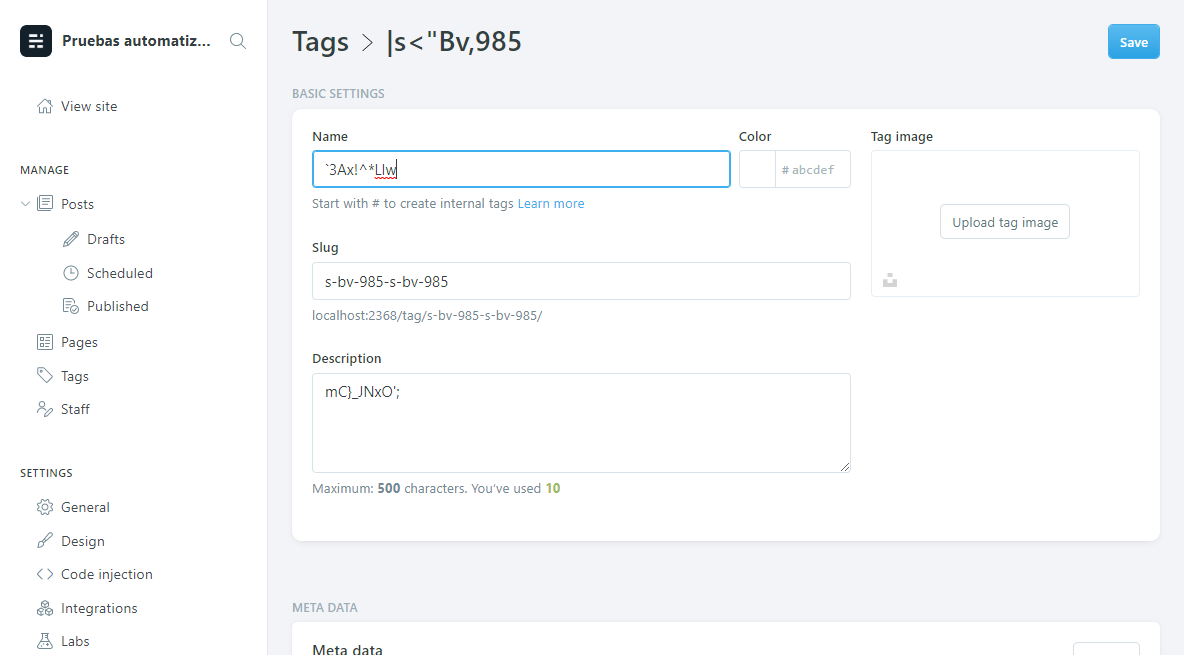 Pruebas automatiz...
View site
MANAGE
Posts
Drafts
Scheduled
Published
Pages
Tags
Staff
SETTINGS
General
Design
Code injection
Integrations
Labs
Tags > |s<"Bv,985
Save
BASIC SETTINGS
Name
`3Ax!^*LIw
Start with # to create internal tags Learn more
Color
# abcdef
Tag image
Upload tag image
Slug
s-bv-985-s-bv-985
localhost:2368/tag/s-bv-985-s-bv-985/
Description
mC}_JNxO';
Maximum: 500 characters. You've used 10
META DATA
Meta data